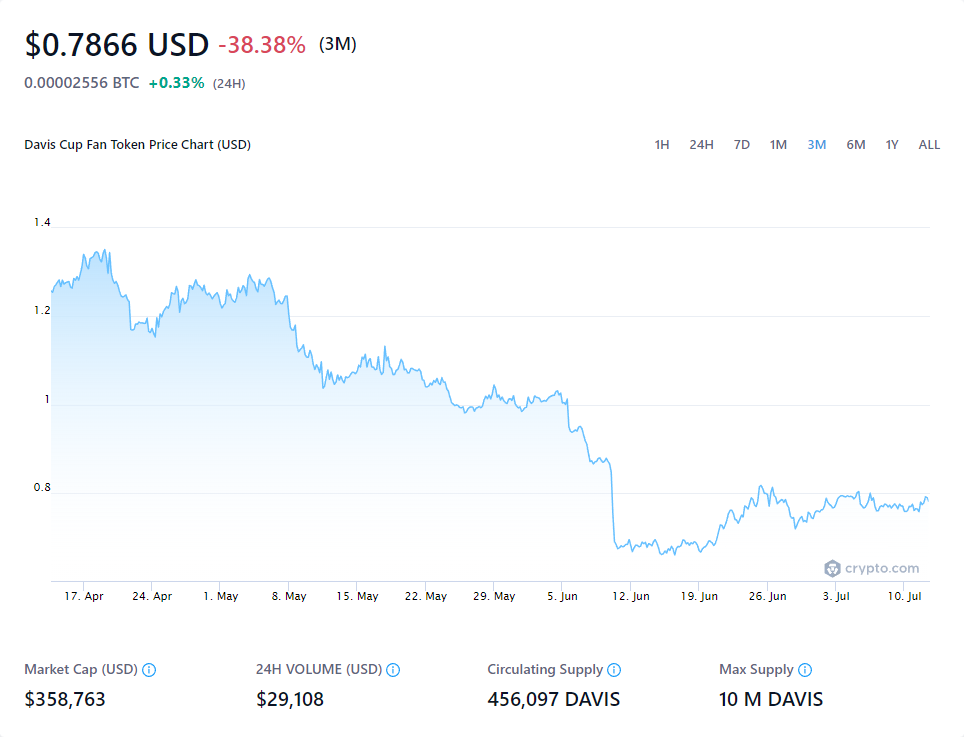 $0.7866 USD -38.38% (3M)
0.00002556 BTC +0.33% (24H)
Davis Cup Fan Token Price Chart (USD)
1H 24H 7D 1M 3M 6M 1Y ALL
1.4
1.2
1
0.8
crypto.com
17. Apr 24. Apr 1. May 8. May 15. May 22. May 29. May 5. Jun 12. Jun 19. Jun 26. Jun 3. Jul 10. Jul
Market Cap (USD) 24H VOLUME (USD) Circulating Supply Max Supply
$358,763 $29,108 456,097 DAVIS 10 M DAVIS